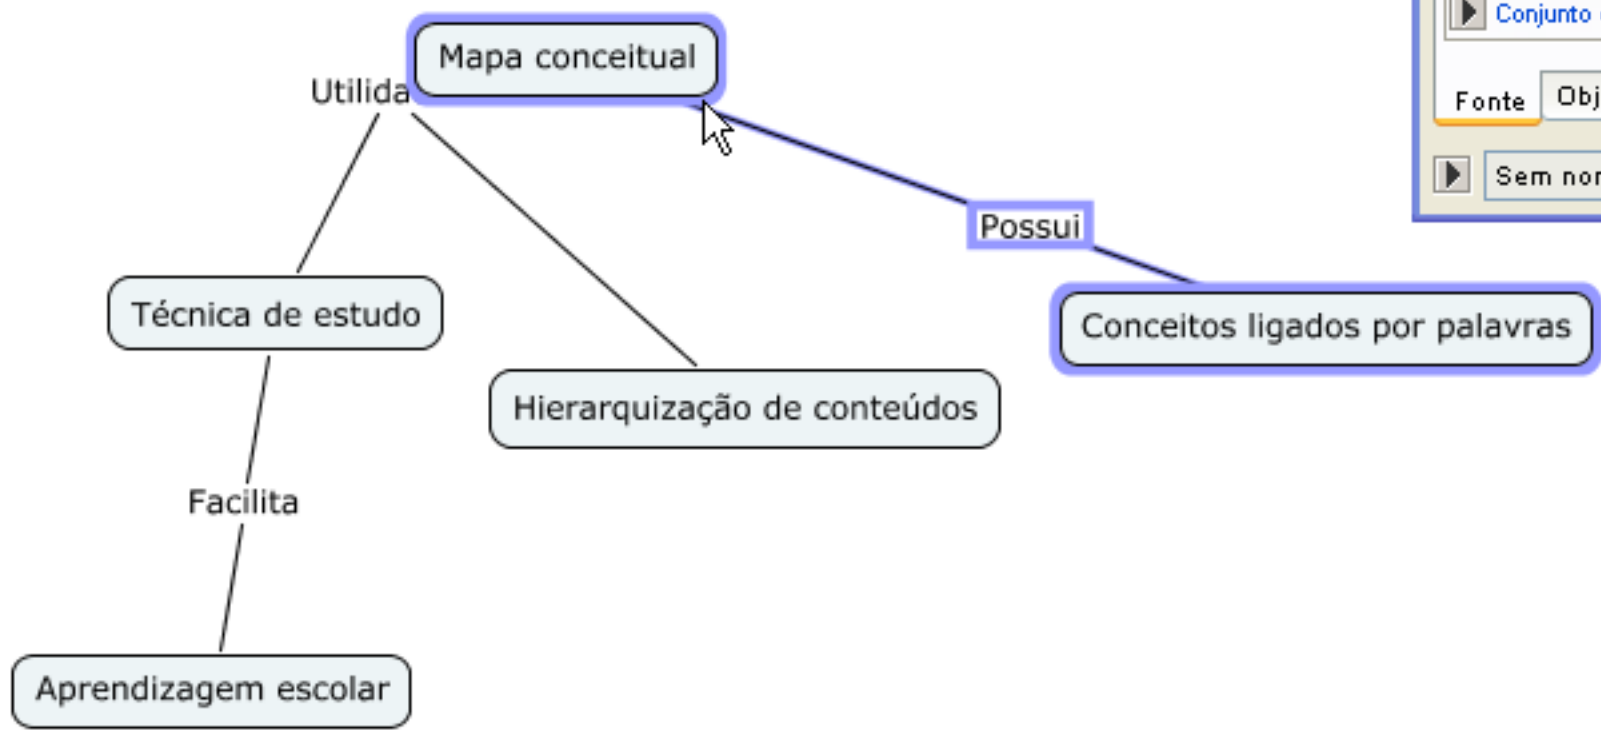 Mapa conceitual
Utilida
Possui
Técnica de estudo
Conceitos ligados por palavras
Hierarquização de conteúdos
Facilita
Aprendizagem escolar
Conjunto
Fonte
Obj
Sem nor